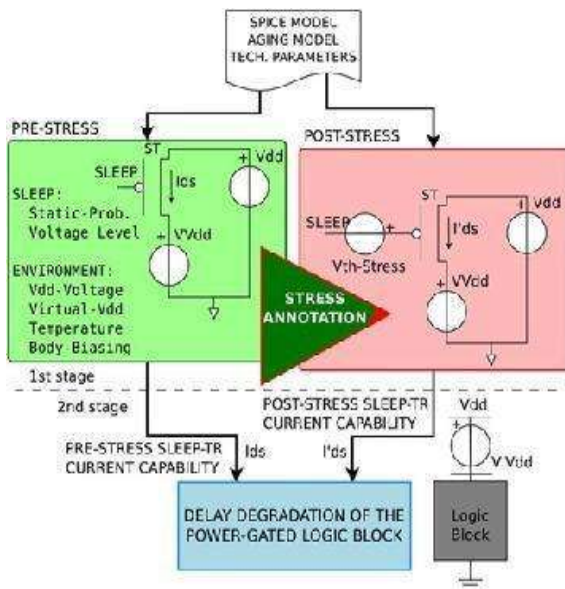 SPICE MODEL
AGING MODEL
TECH. PARAMETERS
PRE-STRESS
ST
SLEEP
Ids
+
Vdd
VVdd
+
SLEEP:
Static-Prob.
Voltage Level
ENVIRONMENT:
Vdd-Voltage
Virtual-Vdd
Temperature
Body-Biasing
STRESS
ANNOTATION
POST-STRESS
ST
SLEEP
+
Vth-Stress
I'ds
+
Vdd
VVdd
+
1st stage
2nd stage
PRE-STRESS SLEEP-TR
CURRENT CAPABILITY
Ids
POST-STRESS SLEEP-TR
CURRENT CAPABILITY
I'ds
DELAY DEGRADATION OF THE
POWER-GATED LOGIC BLOCK
Vdd
+
V Vdd
Logic
Block